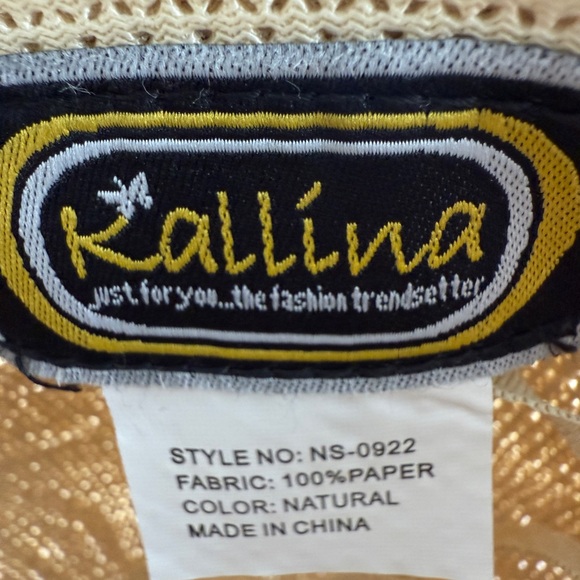 Kallina
just for you...the fashion trendsetter
STYLE NO: NS-0922
FABRIC: 100%PAPER
COLOR: NATURAL
MADE IN CHINA